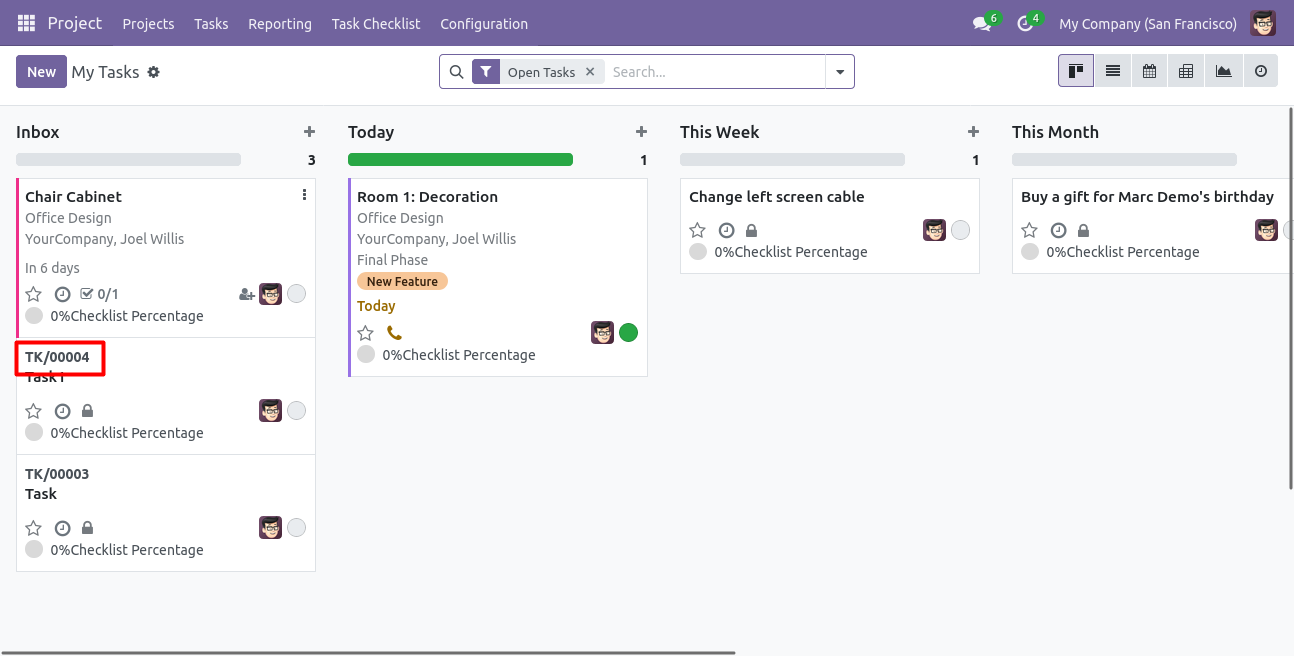 Project Projects Tasks Reporting Task Checklist Configuration 6 4 My Company (San Francisco)
New My Tasks Open Tasks × Search...
Inbox + Today + This Week + This Month
3 1 1
Chair Cabinet
Office Design
YourCompany, Joel Willis
In 6 days
0/1
0%Checklist Percentage
TK/00004
Task1
0%Checklist Percentage
TK/00003
Task
0%Checklist Percentage
Room 1: Decoration
Office Design
YourCompany, Joel Willis
Final Phase
New Feature
Today
0%Checklist Percentage
Change left screen cable
0%Checklist Percentage
Buy a gift for Marc Demo's birthday
0%Checklist Percentage